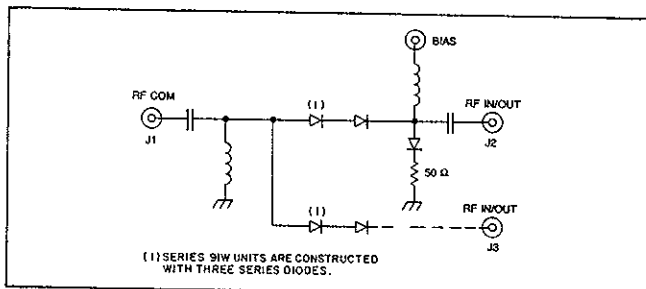 BIAS
RF COM
(1)
RF IN/OUT
J1
J2
50 Ω
(1)
RF IN/OUT
J3
(1) SERIES 91W UNITS ARE CONSTRUCTED
WITH THREE SERIES DIODES.